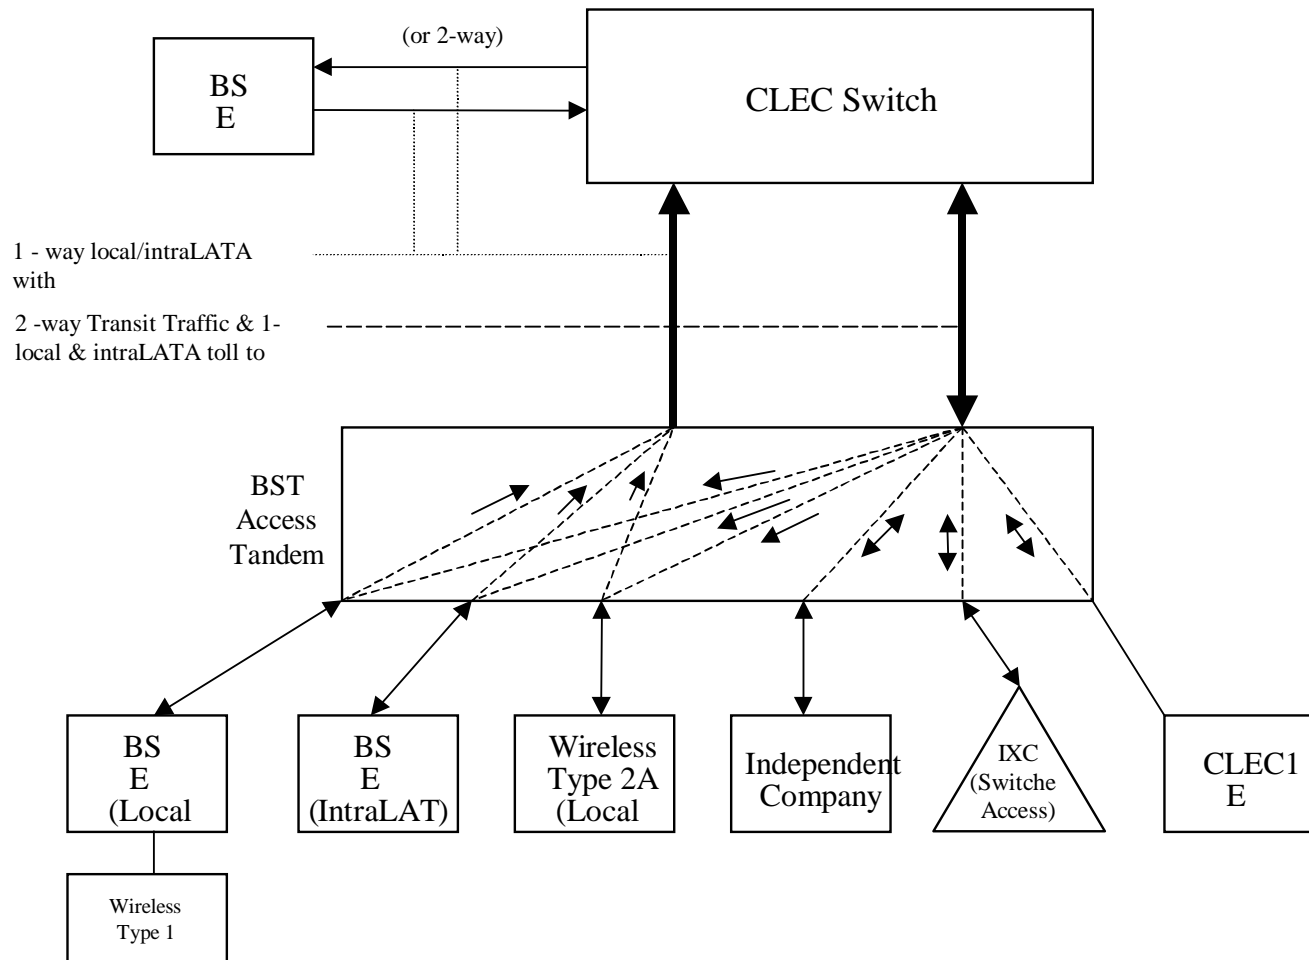 (or 2-way)
BS
E
CLEC Switch
1 - way local/intraLATA
with
2 -way Transit Traffic & 1-
local & intraLATA toll to
BST
Access
Tandem
BS
E
(Local
BS
E
(IntraLAT)
Wireless
Type 2A
(Local
Independent
Company
IXC
(Switche
Access)
CLEC1
E
Wireless
Type 1